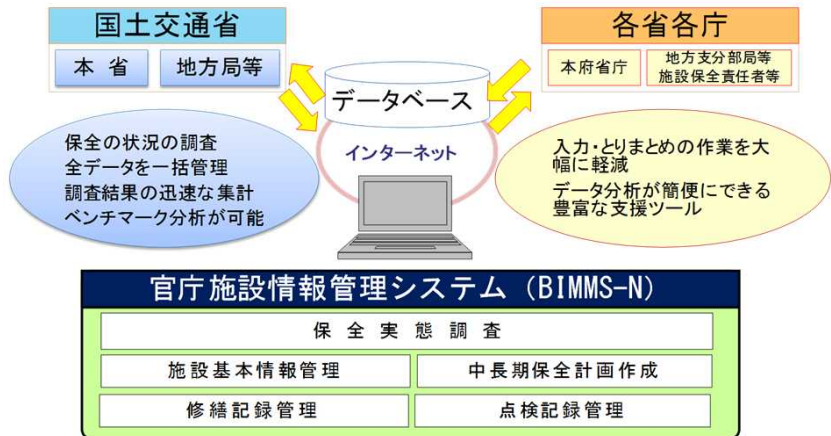 国土交通省
本省
地方局等
各省各庁
本府省庁
地方支分部局等
施設保全責任者等
データベース
インターネット
保全の状況の調査
全データを一括管理
調査結果の迅速な集計
ベンチマーク分析が可能
入力・とりまとめの作業を大
幅に軽減
データ分析が簡便にできる
豊富な支援ツール
官庁施設情報管理システム（BIMMS-N）
保全実態調査
施設基本情報管理
中長期保全計画作成
修繕記録管理
点検記録管理